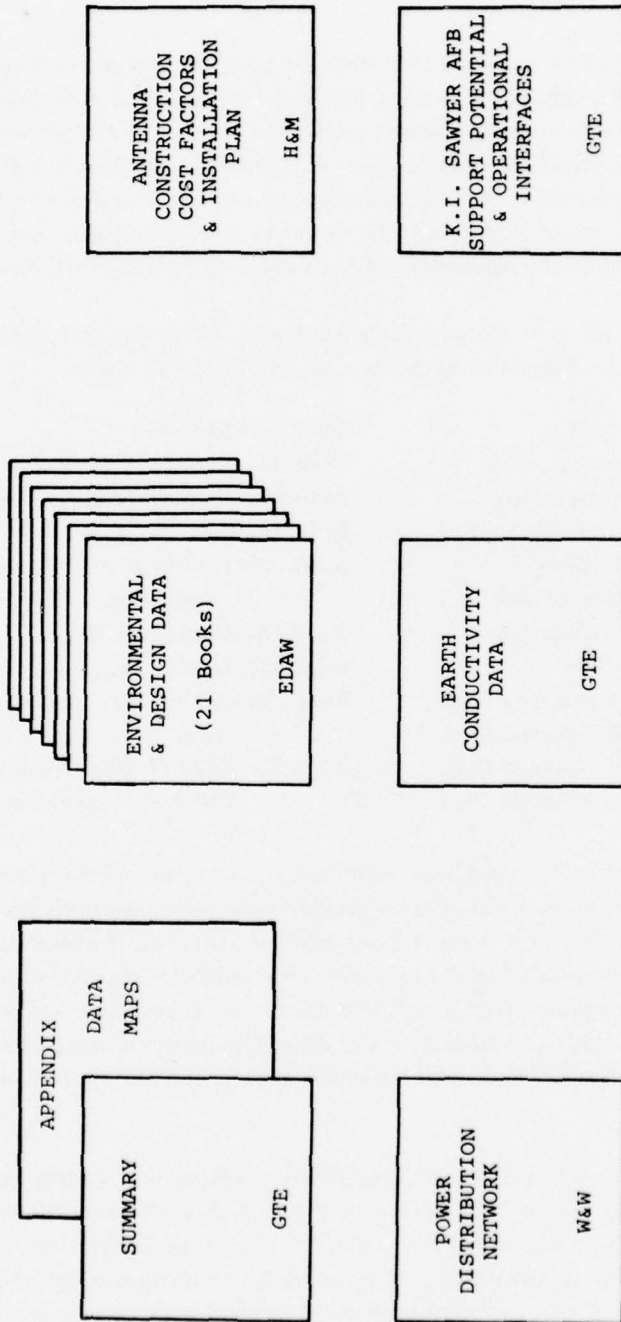 APPENDIX
DATA
MAPS
SUMMARY
GTE
ENVIRONMENTAL
& DESIGN DATA
(21 Books)
EDAW
ANTENNA
CONSTRUCTION
COST FACTORS
& INSTALLATION
PLAN
H&M
POWER
DISTRIBUTION
NETWORK
W&W
EARTH
CONDUCTIVITY
DATA
GTE
K.I. SAWYER AFB
SUPPORT POTENTIAL
& OPERATIONAL
INTERFACES
GTE